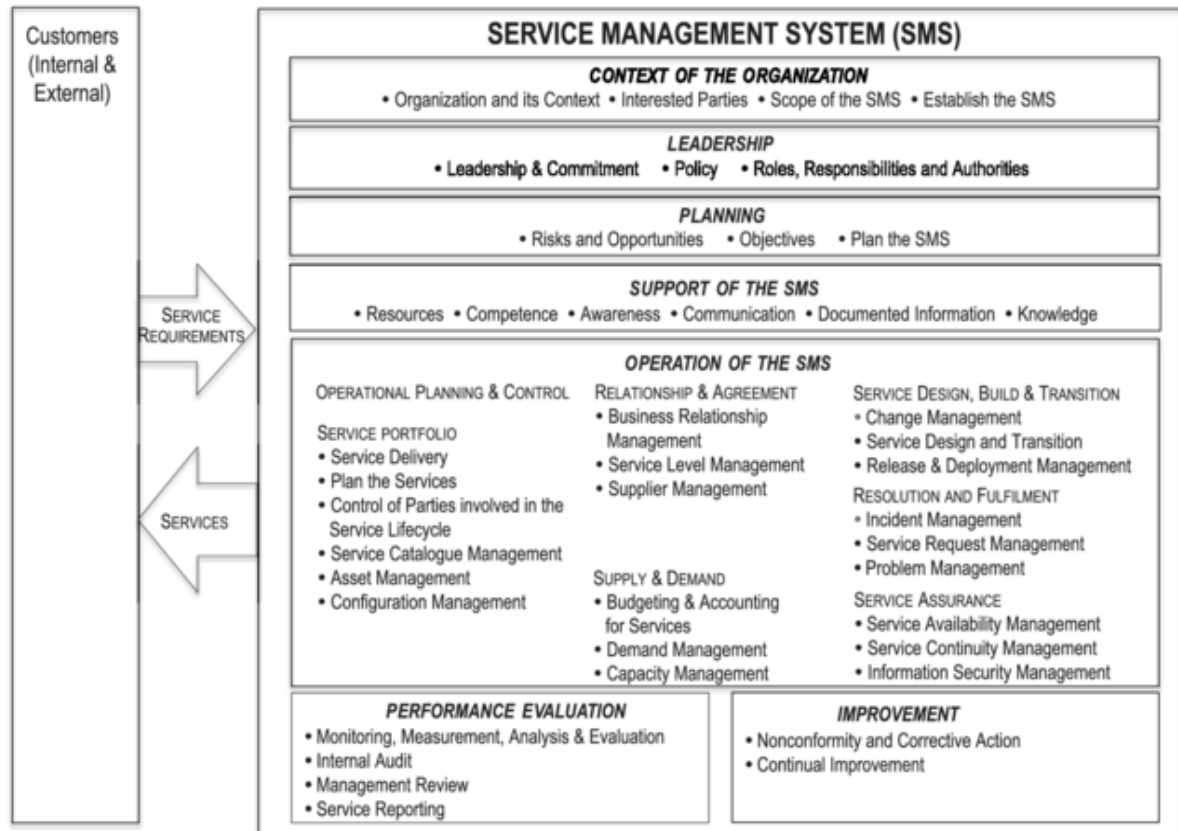 Customers
(Internal &
External)
SERVICE REQUIREMENTS
SERVICES
SERVICE MANAGEMENT SYSTEM (SMS)
CONTEXT OF THE ORGANIZATION
• Organization and its Context • Interested Parties • Scope of the SMS • Establish the SMS
LEADERSHIP
• Leadership & Commitment • Policy • Roles, Responsibilities and Authorities
PLANNING
• Risks and Opportunities • Objectives • Plan the SMS
SUPPORT OF THE SMS
• Resources • Competence • Awareness • Communication • Documented Information • Knowledge
OPERATION OF THE SMS
OPERATIONAL PLANNING & CONTROL
SERVICE PORTFOLIO
• Service Delivery
• Plan the Services
• Control of Parties involved in the
Service Lifecycle
• Service Catalogue Management
• Asset Management
• Configuration Management
RELATIONSHIP & AGREEMENT
• Business Relationship
Management
• Service Level Management
• Supplier Management
SUPPLY & DEMAND
• Budgeting & Accounting
for Services
• Demand Management
• Capacity Management
SERVICE DESIGN, BUILD & TRANSITION
• Change Management
• Service Design and Transition
• Release & Deployment Management
RESOLUTION AND FULFILMENT
• Incident Management
• Service Request Management
• Problem Management
SERVICE ASSURANCE
• Service Availability Management
• Service Continuity Management
• Information Security Management
PERFORMANCE EVALUATION
• Monitoring, Measurement, Analysis & Evaluation
• Internal Audit
• Management Review
• Service Reporting
IMPROVEMENT
• Nonconformity and Corrective Action
• Continual Improvement